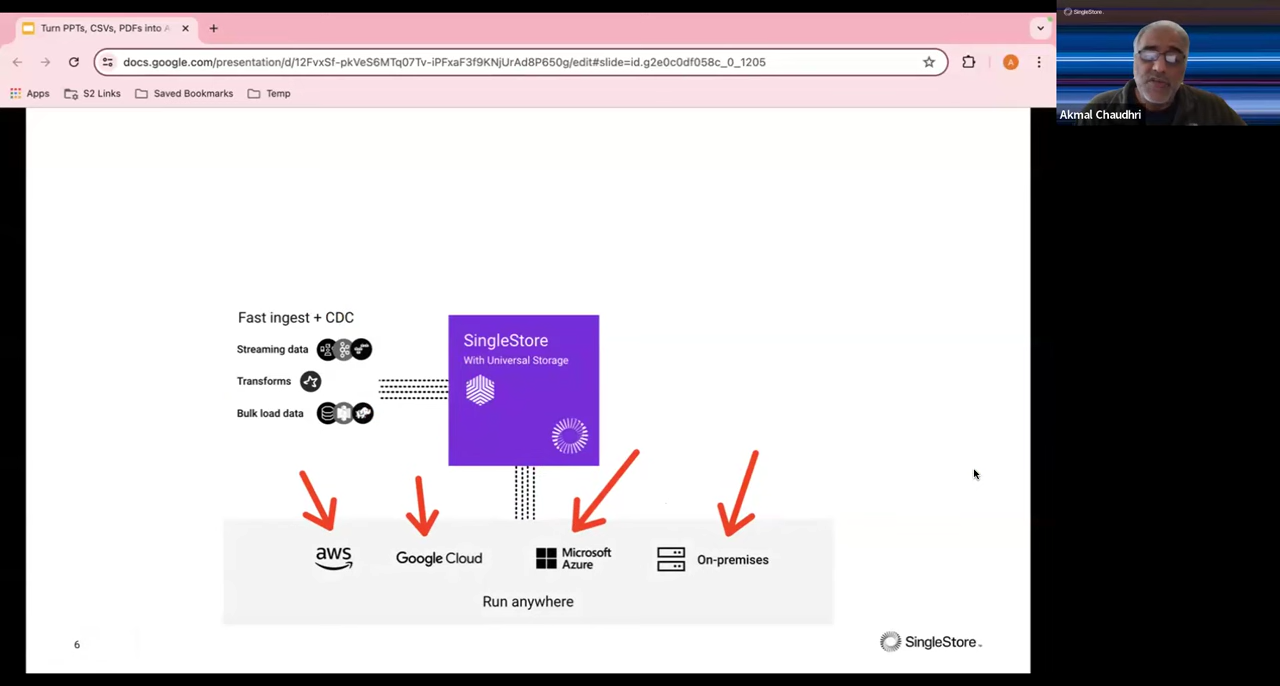 Turn PPTs, CSVs, PDFs into A
docs.google.com/presentation/d/12FvxSf-pkVeS6MTq07Tv-iPFxaF3f9KNjUrAd8P650g/edit#slide=id.g2e0c0df058c_0_1205
A
Apps
S2 Links
Saved Bookmarks
Temp
SingleStore
Akmal Chaudhri
Fast ingest + CDC
Streaming data
Transforms
Bulk load data
SingleStore
With Universal Storage
aws
Google Cloud
Microsoft
Azure
On-premises
Run anywhere
6
SingleStore